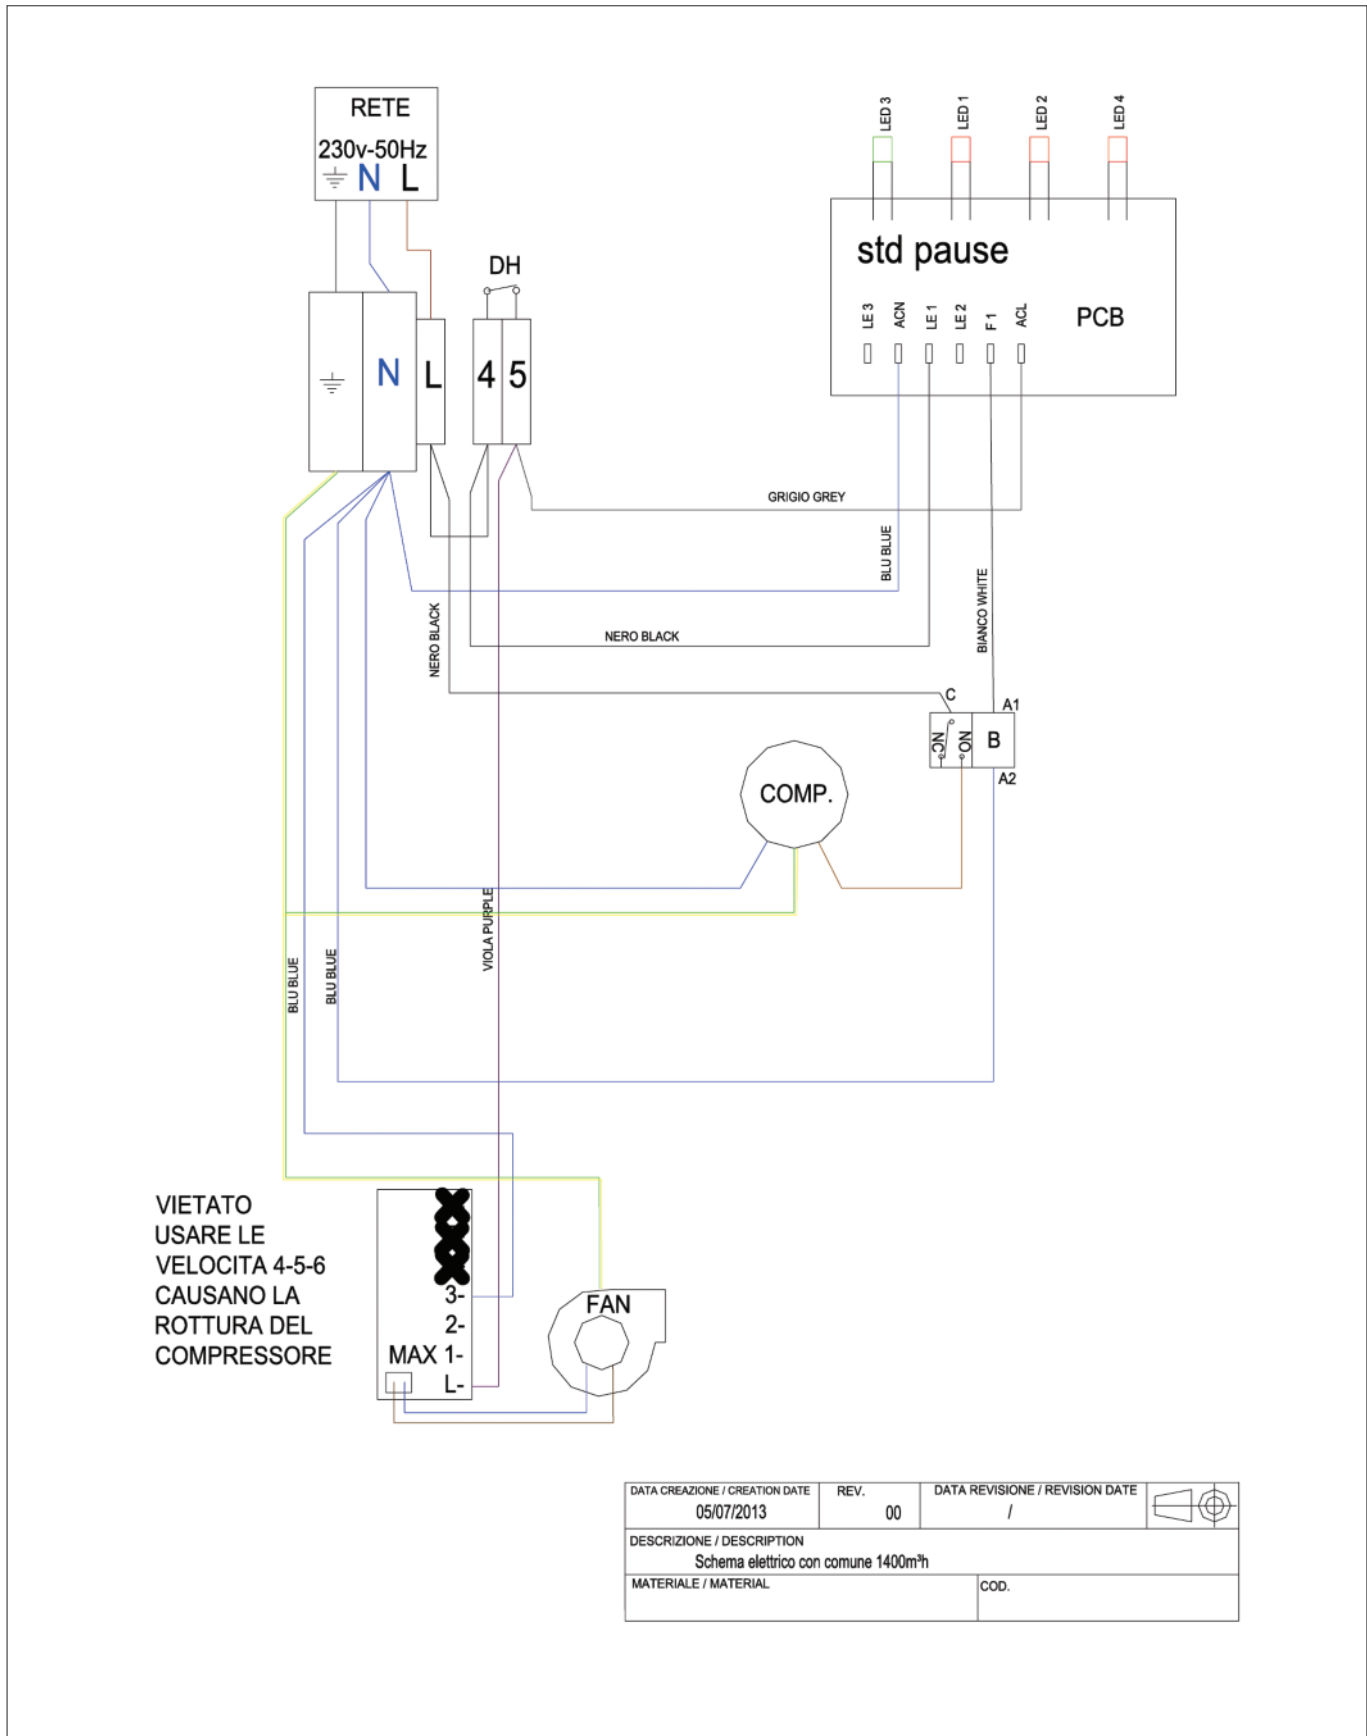 RETE
230v-50Hz
N L
LED 3
LED 1
LED 2
LED 4
std pause
PCB
LE 3
ACN
LE 1
LE 2
F 1
ACL
DH
N
L
4
5
GRIGIO GREY
BLU BLUE
BIANCO WHITE
NERO BLACK
NERO BLACK
C
A1
NC
NO
B
A2
COMP.
VIOLA PURPLE
BLU BLUE
BLU BLUE
VIETATO
USARE LE
VELOCITA 4-5-6
CAUSANO LA
ROTTURA DEL
COMPRESSORE
3-
2-
MAX 1-
L-
FAN
DATA CREAZIONE / CREATION DATE
05/07/2013
REV.
00
DATA REVISIONE / REVISION DATE
/
DESCRIZIONE / DESCRIPTION
Schema elettrico con comune 1400m³h
MATERIALE / MATERIAL
COD.